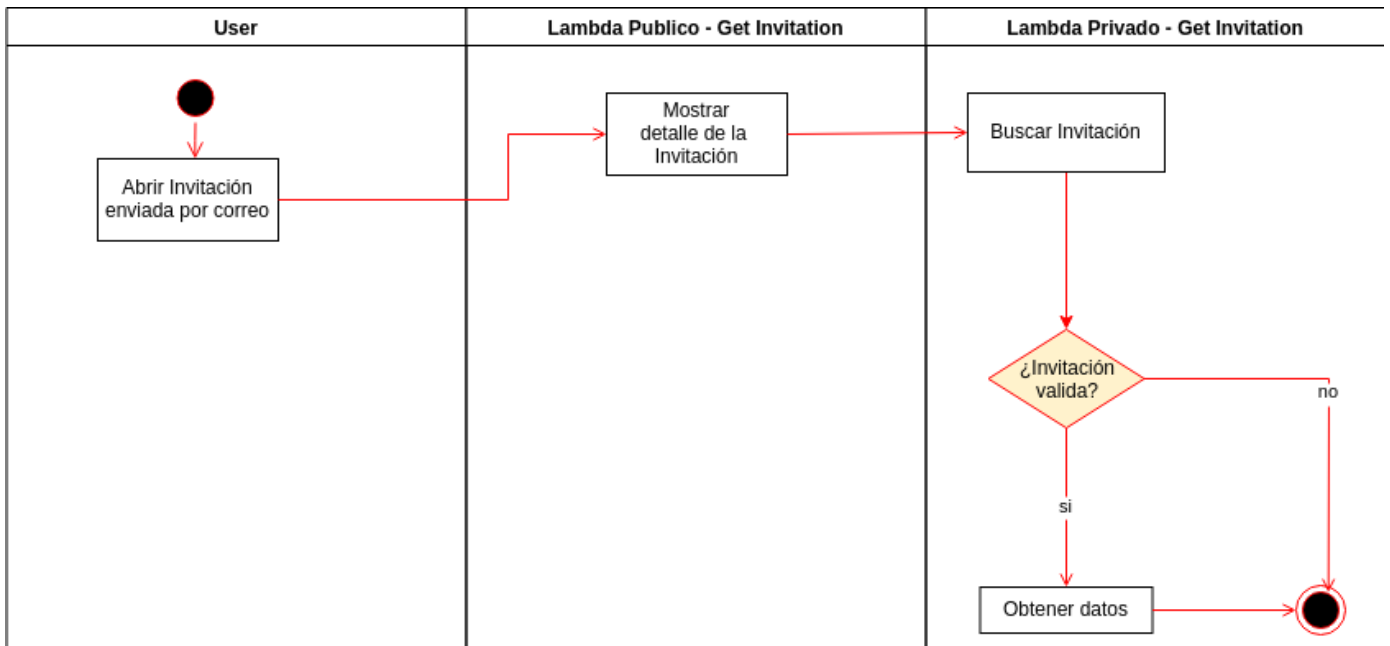 User
Lambda Publico - Get Invitation
Lambda Privado - Get Invitation
Abrir Invitación
enviada por correo
Mostrar
detalle de la
Invitación
Buscar Invitación
¿Invitación
valida?
no
si
Obtener datos